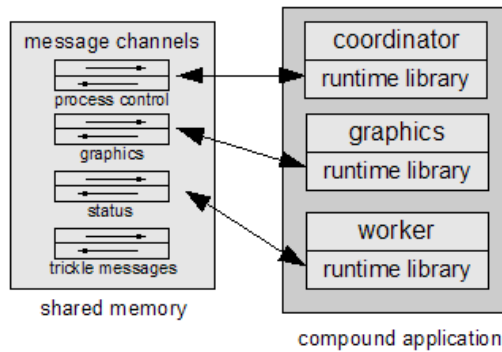 message channels
process control
graphics
status
trickle messages
shared memory
coordinator
runtime library
graphics
runtime library
worker
runtime library
compound application